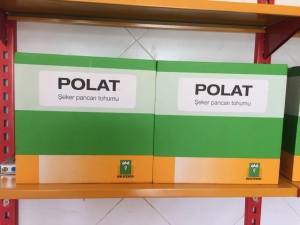 POLAT
Şeker pancarı tohumu
POLAT
Şeker pancarı tohumu